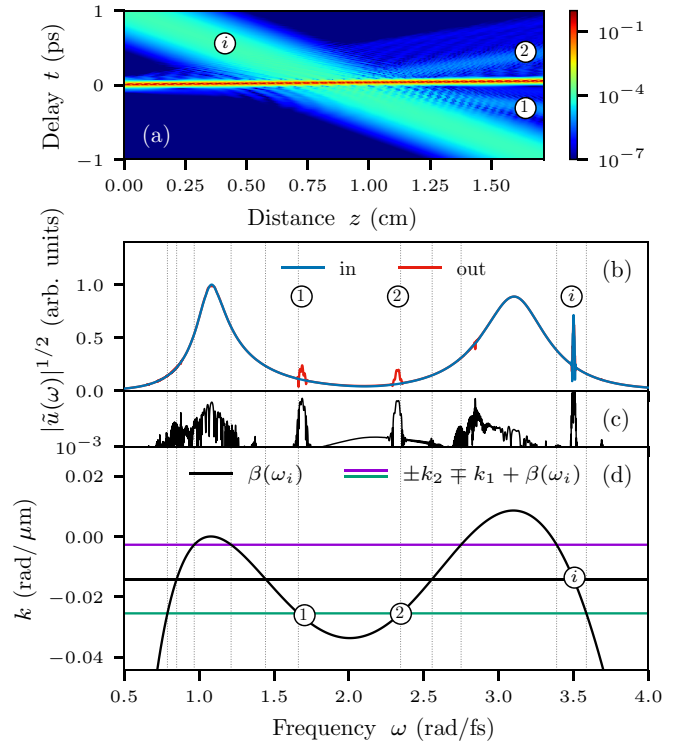 1
0
−1
Delay t (ps)
i
2
1
(a)
10⁻¹
10⁻⁴
10⁻⁷
0.00 0.25 0.50 0.75 1.00 1.25 1.50
Distance z (cm)
|ũ(ω)|^{1/2} (arb. units)
1.0
0.5
0.0
in out
(b)
1 2 i
10⁻³
(c)
β(ω_i) ±k₂ ∓ k₁ + β(ω_i) (d)
k (rad/μm)
0.02
0.00
−0.02
−0.04
i
1 2
0.5 1.0 1.5 2.0 2.5 3.0 3.5 4.0
Frequency ω (rad/fs)